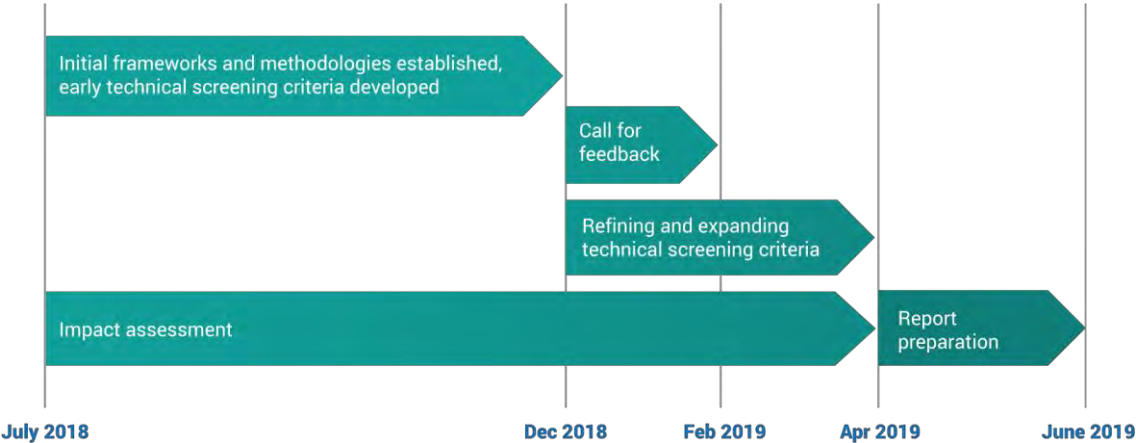 Initial frameworks and methodologies established,
early technical screening criteria developed
Call for
feedback
Refining and expanding
technical screening criteria
Impact assessment
Report
preparation
July 2018
Dec 2018
Feb 2019
Apr 2019
June 2019